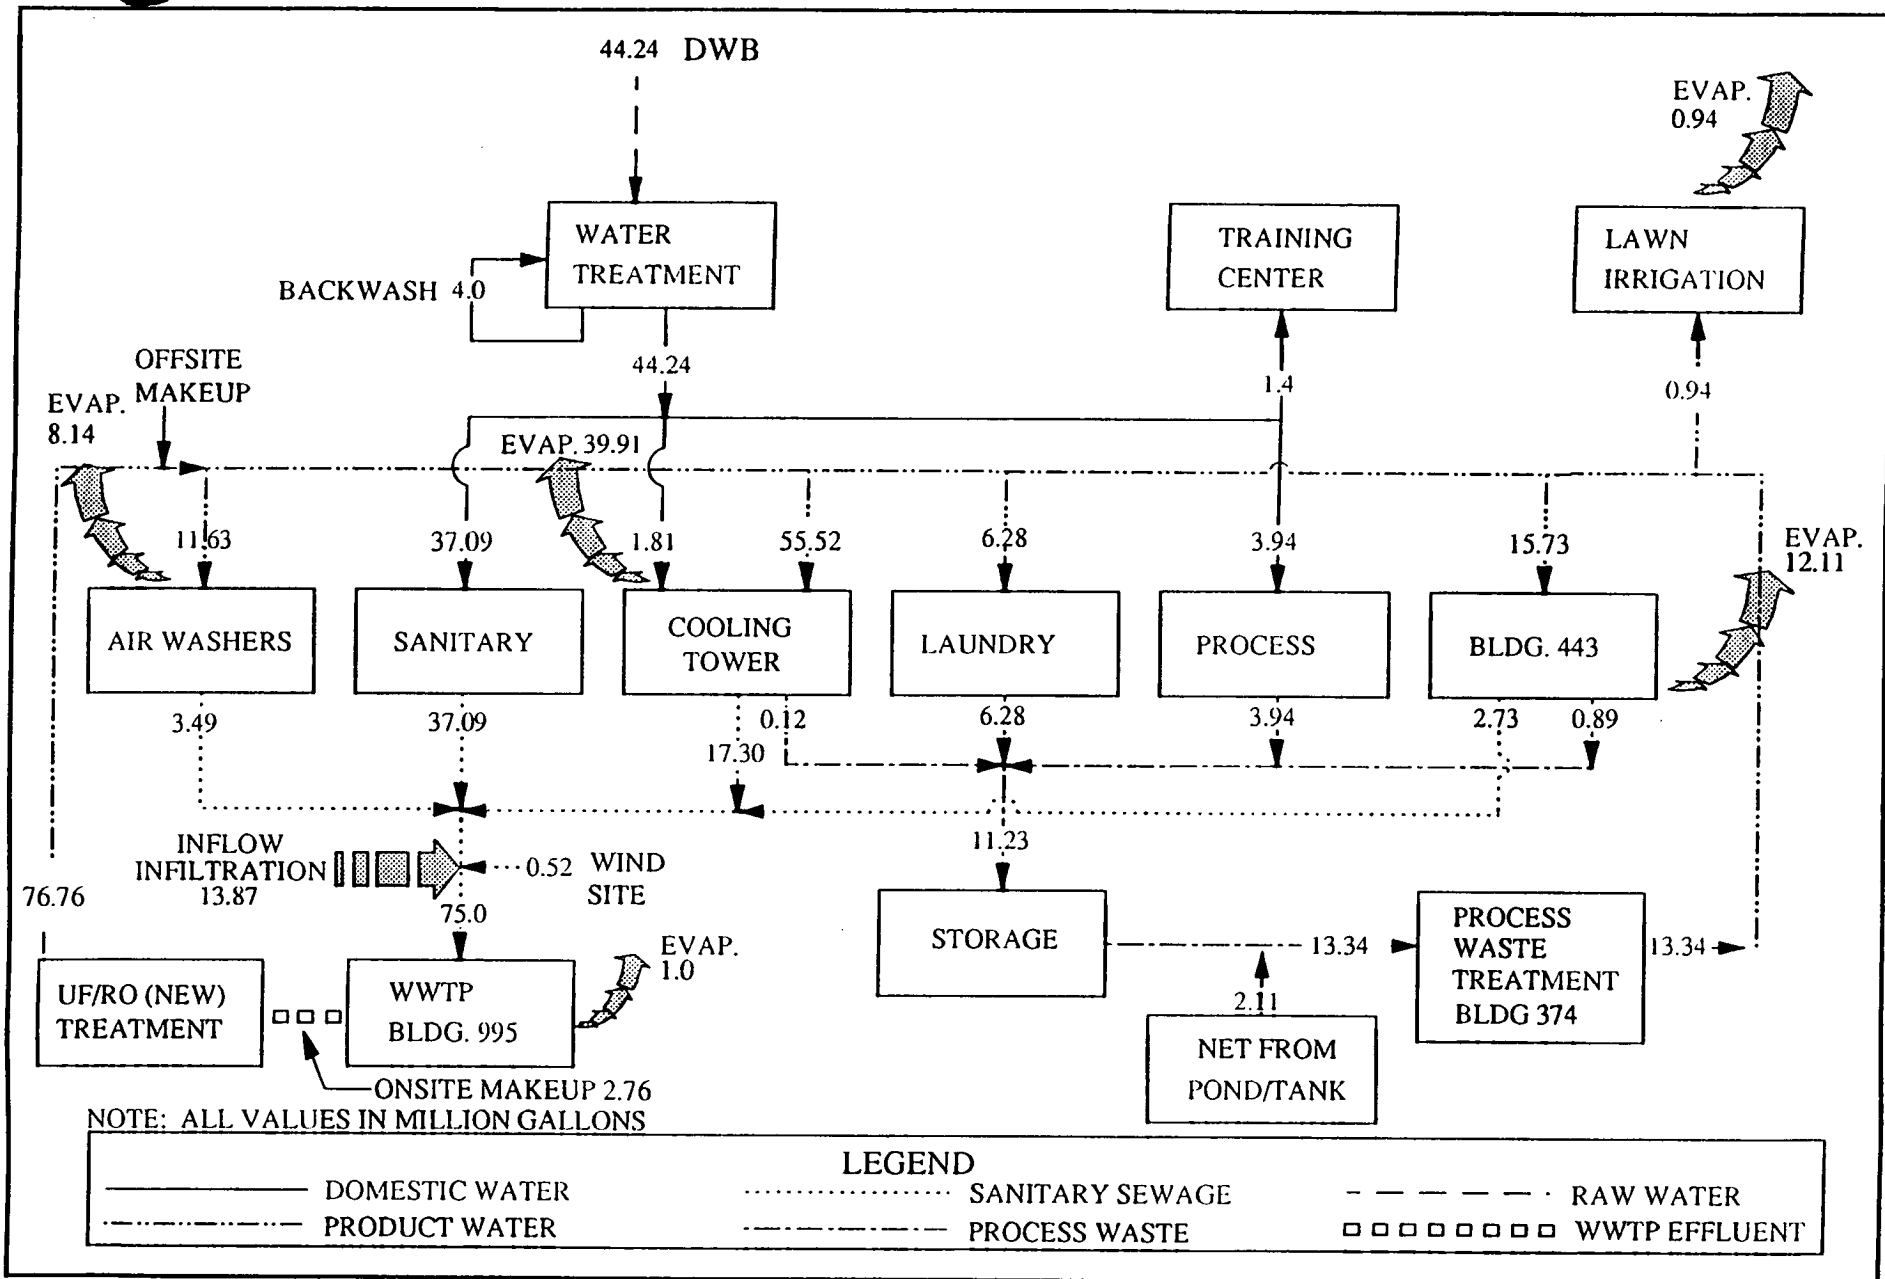 44.24 DWB
EVAP.
0.94
WATER
TREATMENT
TRAINING
CENTER
LAWN
IRRIGATION
BACKWASH 4.0
OFFSITE
MAKEUP
44.24
1.4
0.94
EVAP.
8.14
EVAP. 39.91
11.63
37.09
1.81
55.52
6.28
3.94
15.73
EVAP.
12.11
AIR WASHERS
SANITARY
COOLING
TOWER
LAUNDRY
PROCESS
BLDG. 443
3.49
37.09
17.30
0.12
6.28
3.94
2.73
0.89
INFLOW
INFILTRATION
13.87
0.52 WIND
SITE
11.23
76.76
75.0
EVAP.
1.0
STORAGE
13.34
PROCESS
WASTE
TREATMENT
BLDG 374
13.34
UF/RO (NEW)
TREATMENT
WWTP
BLDG. 995
2.11
NET FROM
POND/TANK
ONSITE MAKEUP 2.76
NOTE: ALL VALUES IN MILLION GALLONS
LEGEND
DOMESTIC WATER
SANITARY SEWAGE
RAW WATER
PRODUCT WATER
PROCESS WASTE
WWTP EFFLUENT